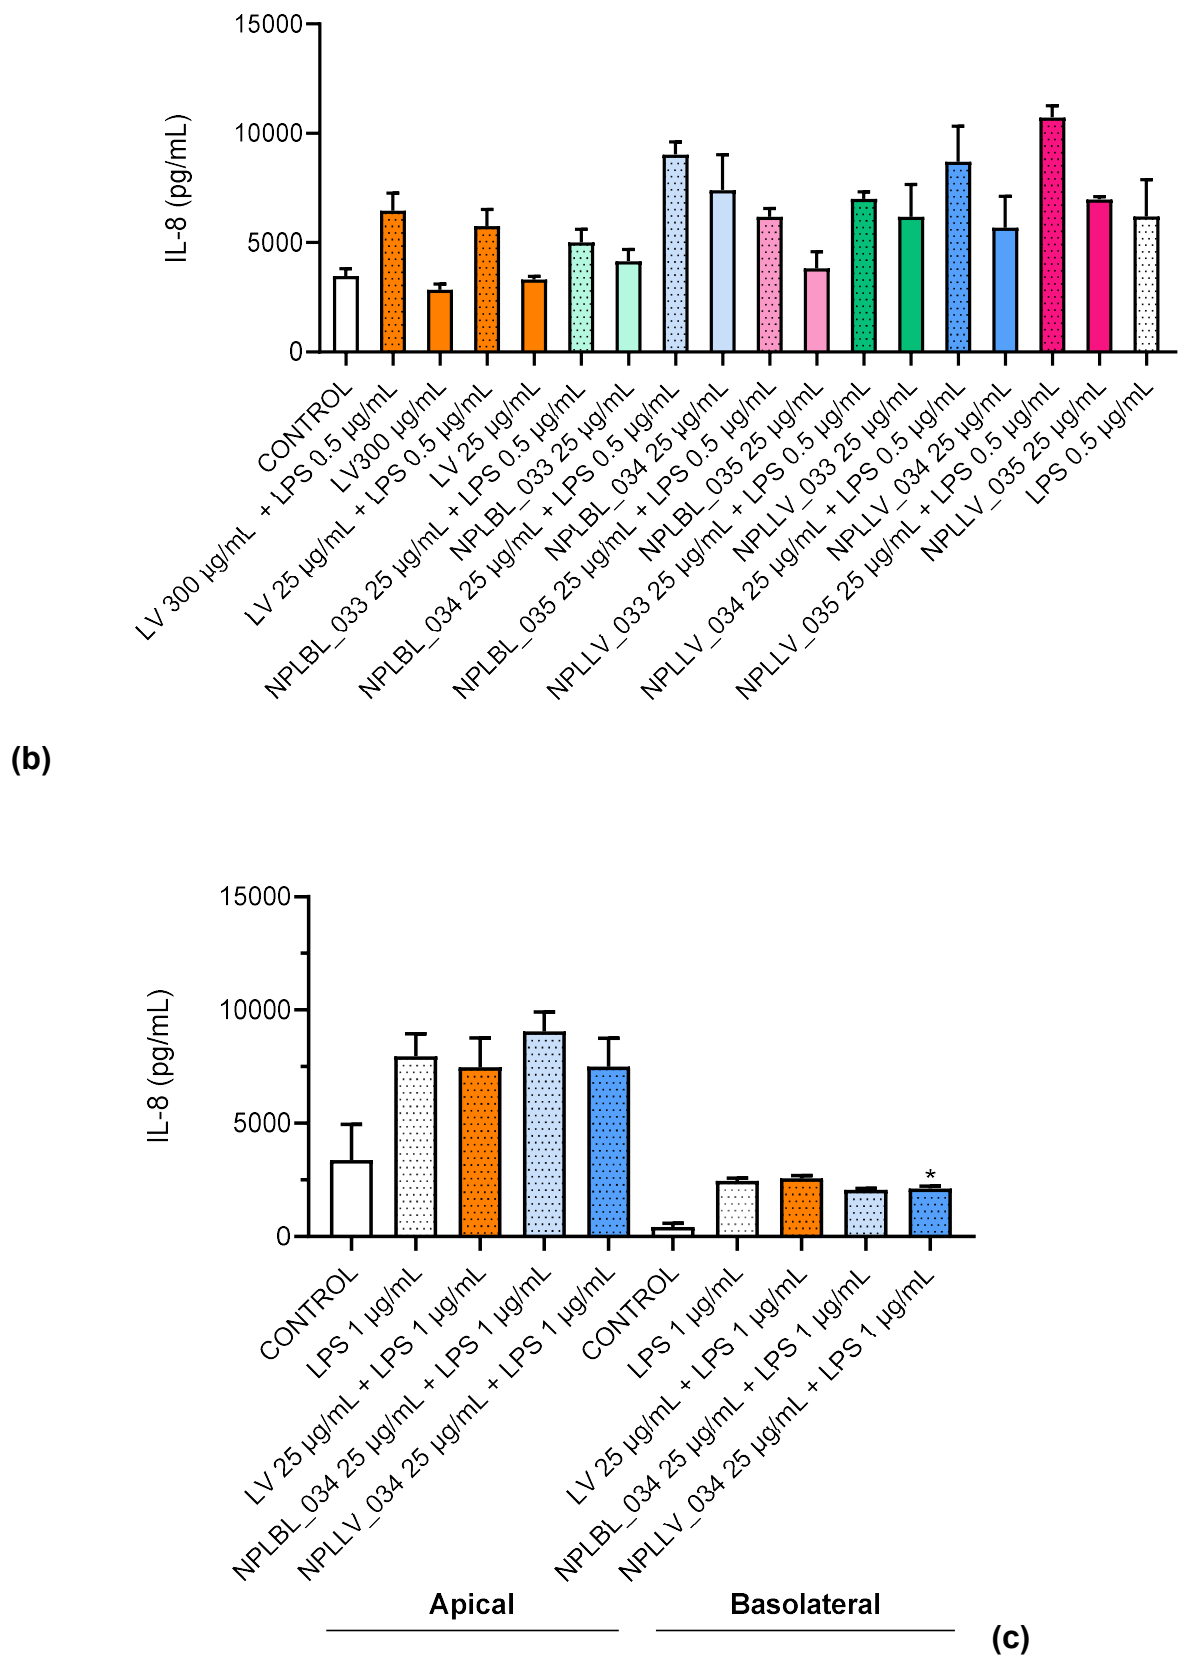 15000
10000
5000
0
IL-8 (pg/mL)
CONTROL
LV 300 µg/mL + LPS 0.5 µg/mL
LV300 µg/mL
LV 25 µg/mL + LPS 0.5 µg/mL
LV 25 µg/mL
NPLBL_033 25 µg/mL + LPS 0.5 µg/mL
NPLBL_033 25 µg/mL
NPLBL_034 25 µg/mL + LPS 0.5 µg/mL
NPLBL_034 25 µg/mL
NPLBL_035 25 µg/mL + LPS 0.5 µg/mL
NPLBL_035 25 µg/mL
NPLLV_033 25 µg/mL + LPS 0.5 µg/mL
NPLLV_033 25 µg/mL
NPLLV_034 25 µg/mL + LPS 0.5 µg/mL
NPLLV_034 25 µg/mL
NPLLV_035 25 µg/mL + LPS 0.5 µg/mL
NPLLV_035 25 µg/mL
LPS 0.5 µg/mL
(b)
15000
10000
5000
0
IL-8 (pg/mL)
*
CONTROL
LPS 1 µg/mL
LV 25 µg/mL + LPS 1 µg/mL
NPLBL_034 25 µg/mL + LPS 1 µg/mL
NPLLV_034 25 µg/mL + LPS 1 µg/mL
CONTROL
LPS 1 µg/mL
LV 25 µg/mL + LPS 1 µg/mL
NPLBL_034 25 µg/mL + LPS 1 µg/mL
NPLLV_034 25 µg/mL + LPS 1 µg/mL
Apical
Basolateral
(c)